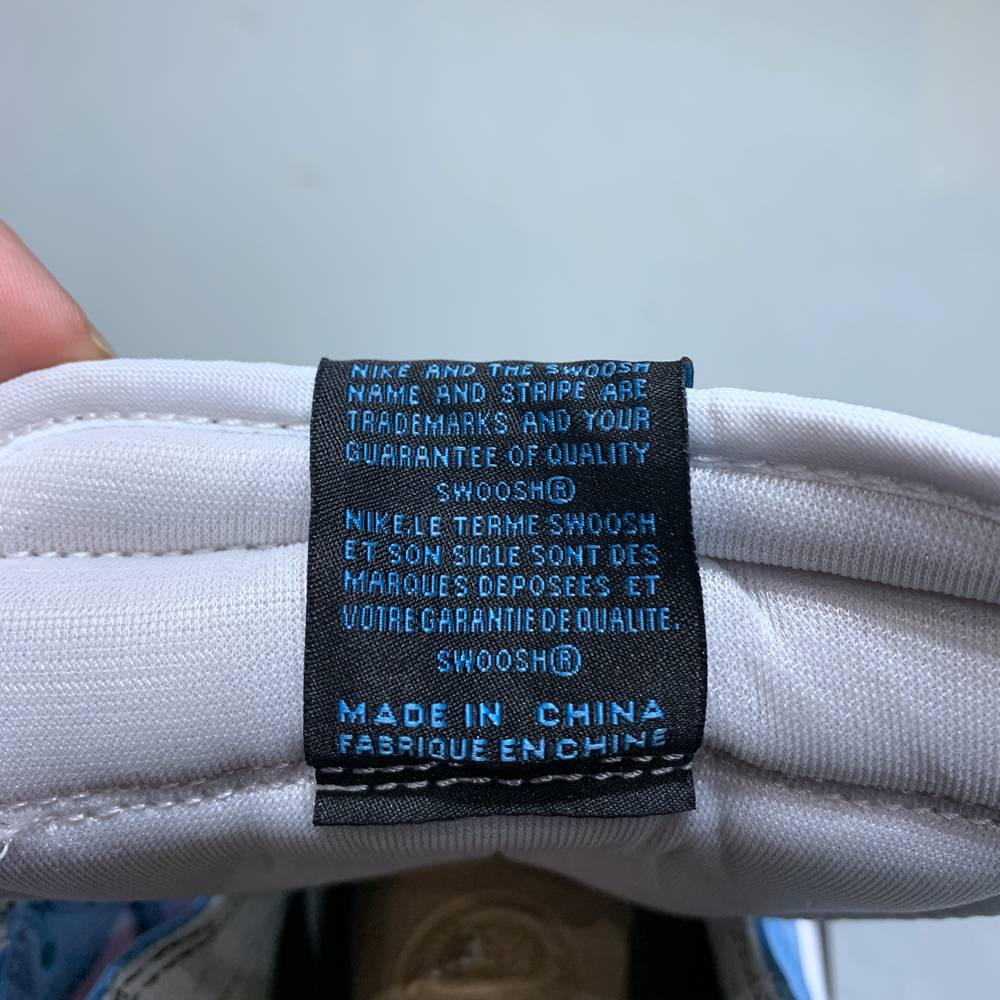 NIKE AND THE SWOOSH
NAME AND STRIPE ARE
TRADEMARKS AND YOUR
GUARANTEE OF QUALITY
SWOOSH®
NIKE,LE TERME SWOOSH
ET SON SIGLE SONT DES
MARQUES DEPOSEES ET
VOTRE GARANTIE DE QUALITE.
SWOOSH®
MADE IN CHINA
FABRIQUE EN CHINE